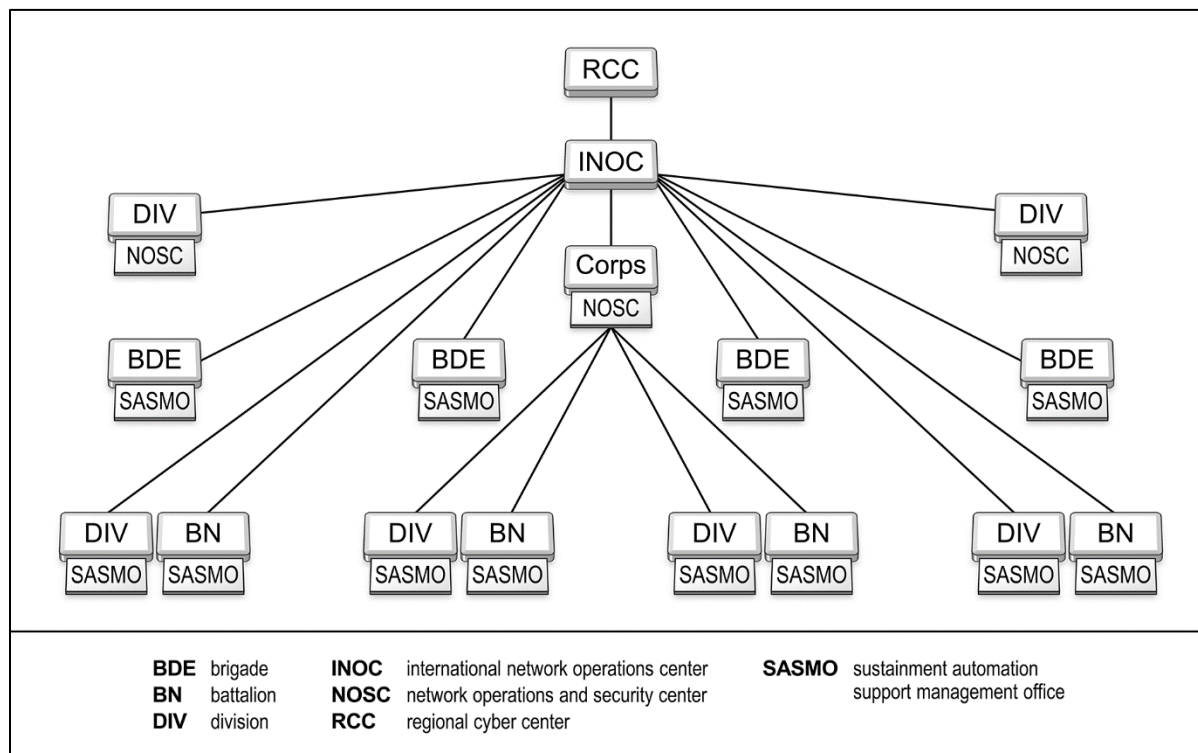 RCC
INOC
DIV
NOSC
DIV
NOSC
Corps
NOSC
BDE
SASMO
BDE
SASMO
BDE
SASMO
BDE
SASMO
DIV
SASMO
BN
SASMO
DIV
SASMO
BN
SASMO
DIV
SASMO
BN
SASMO
DIV
SASMO
BN
SASMO
BDE brigade
BN battalion
DIV division
INOC international network operations center
NOSC network operations and security center
RCC regional cyber center
SASMO sustainment automation
support management office